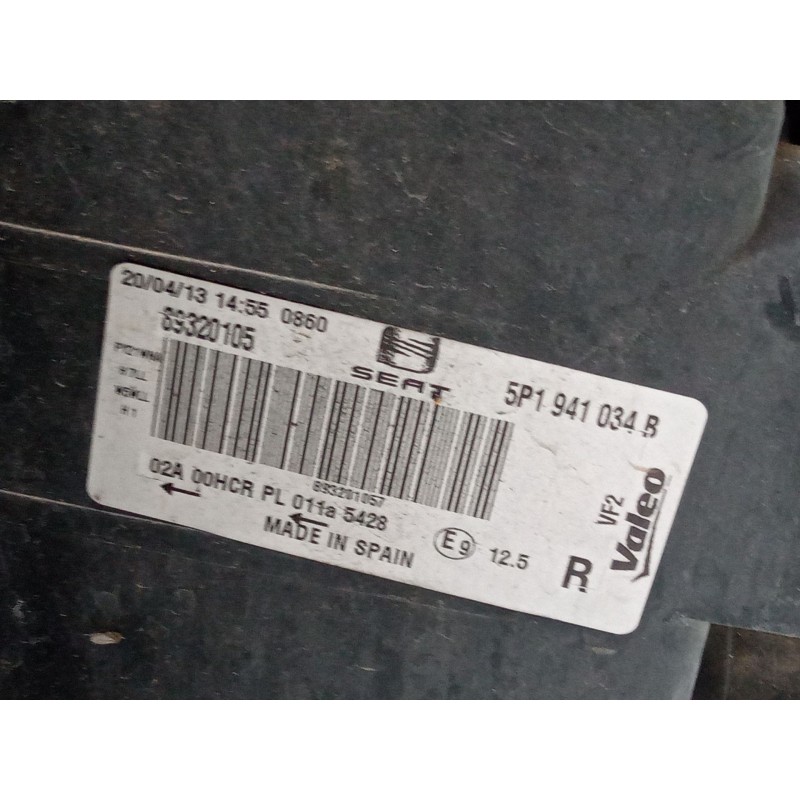 20/04/13 14:55 0860
89320105
SEAT
5P1 941 034 B
PY21W
H7LL
W5WLL
H1
893201057
02A 00HCR PL 011a 5428
MADE IN SPAIN
E9
12.5
R
VF2
Valeo